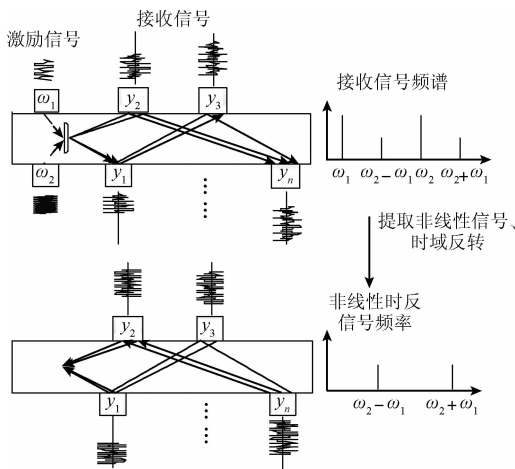 激励信号
接收信号
ω₁
y₂
y₃
ω₂
y₁
yₙ
接收信号频谱
ω₁ ω₂−ω₁ ω₂ ω₂+ω₁
提取非线性信号、
时域反转
非线性时反
信号频率
y₂
y₃
y₁
yₙ
ω₂−ω₁ ω₂+ω₁